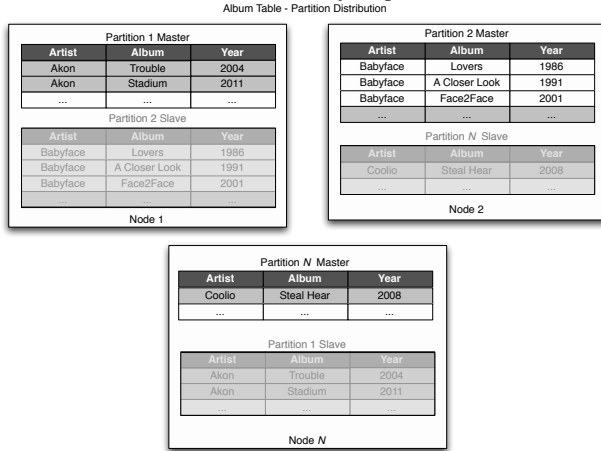 Album Table - Partition Distribution
Partition 1 Master
Artist Album Year
Akon Trouble 2004
Akon Stadium 2011
... ... ...
Partition 2 Slave
Artist Album Year
Babyface Lovers 1986
Babyface A Closer Look 1991
Babyface Face2Face 2001
... ... ...
Node 1
Partition 2 Master
Artist Album Year
Babyface Lovers 1986
Babyface A Closer Look 1991
Babyface Face2Face 2001
... ... ...
Partition N Slave
Artist Album Year
Coolio Steal Hear 2008
... ... ...
Node 2
Partition N Master
Artist Album Year
Coolio Steal Hear 2008
... ... ...
Partition 1 Slave
Artist Album Year
Akon Trouble 2004
Akon Stadium 2011
... ... ...
Node N